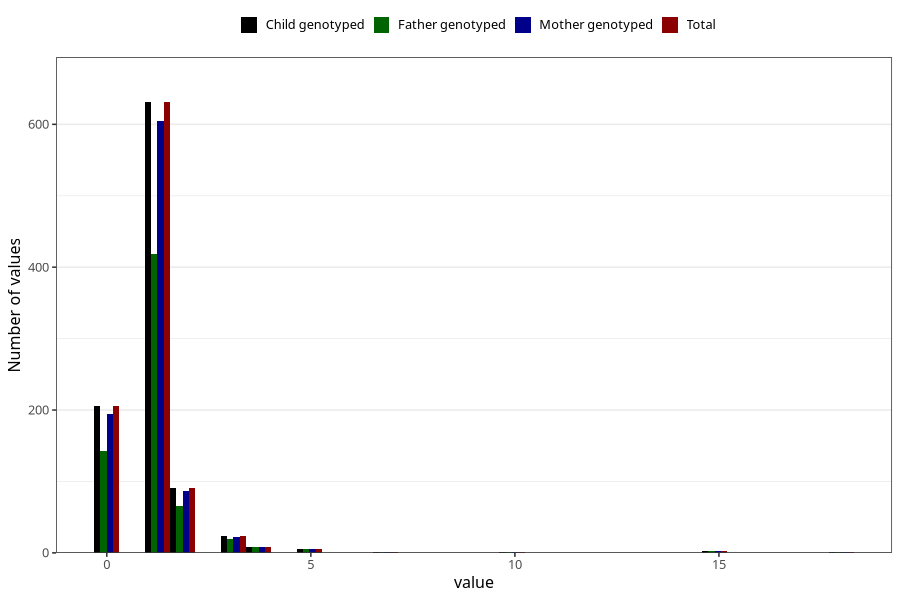 Child genotyped Father genotyped Mother genotyped Total
Number of values
600
400
200
0
0 5 10 15
value